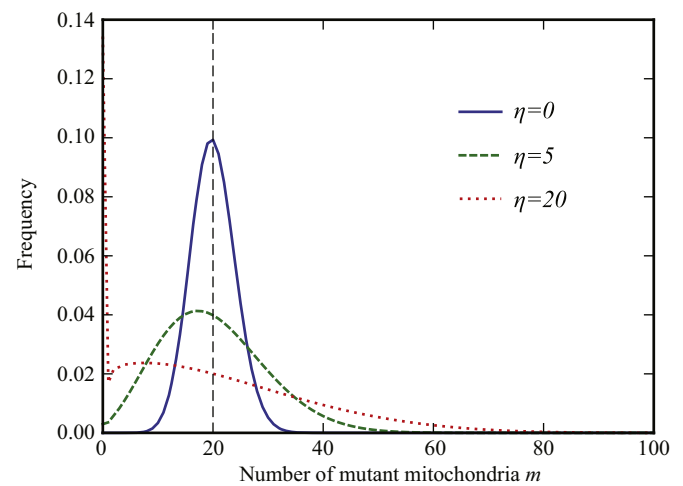 0.14
0.12
0.10
0.08
0.06
0.04
0.02
0.00
Frequency
η=0
η=5
η=20
0 20 40 60 80 100
Number of mutant mitochondria m